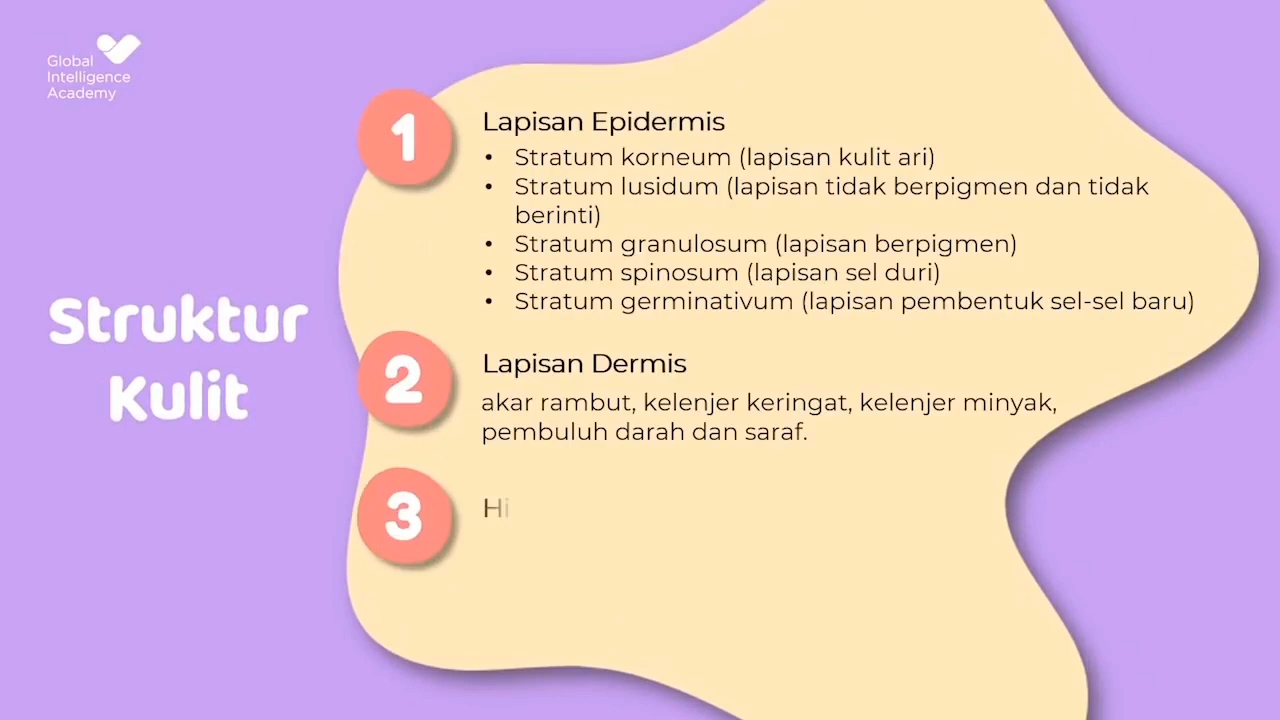 Global
Intelligence
Academy
Struktur
Kulit
1
Lapisan Epidermis
• Stratum korneum (lapisan kulit ari)
• Stratum lusidum (lapisan tidak berpigmen dan tidak
berinti)
• Stratum granulosum (lapisan berpigmen)
• Stratum spinosum (lapisan sel duri)
• Stratum germinativum (lapisan pembentuk sel-sel baru)
2
Lapisan Dermis
akar rambut, kelenjer keringat, kelenjer minyak,
pembuluh darah dan saraf.
3
Hi